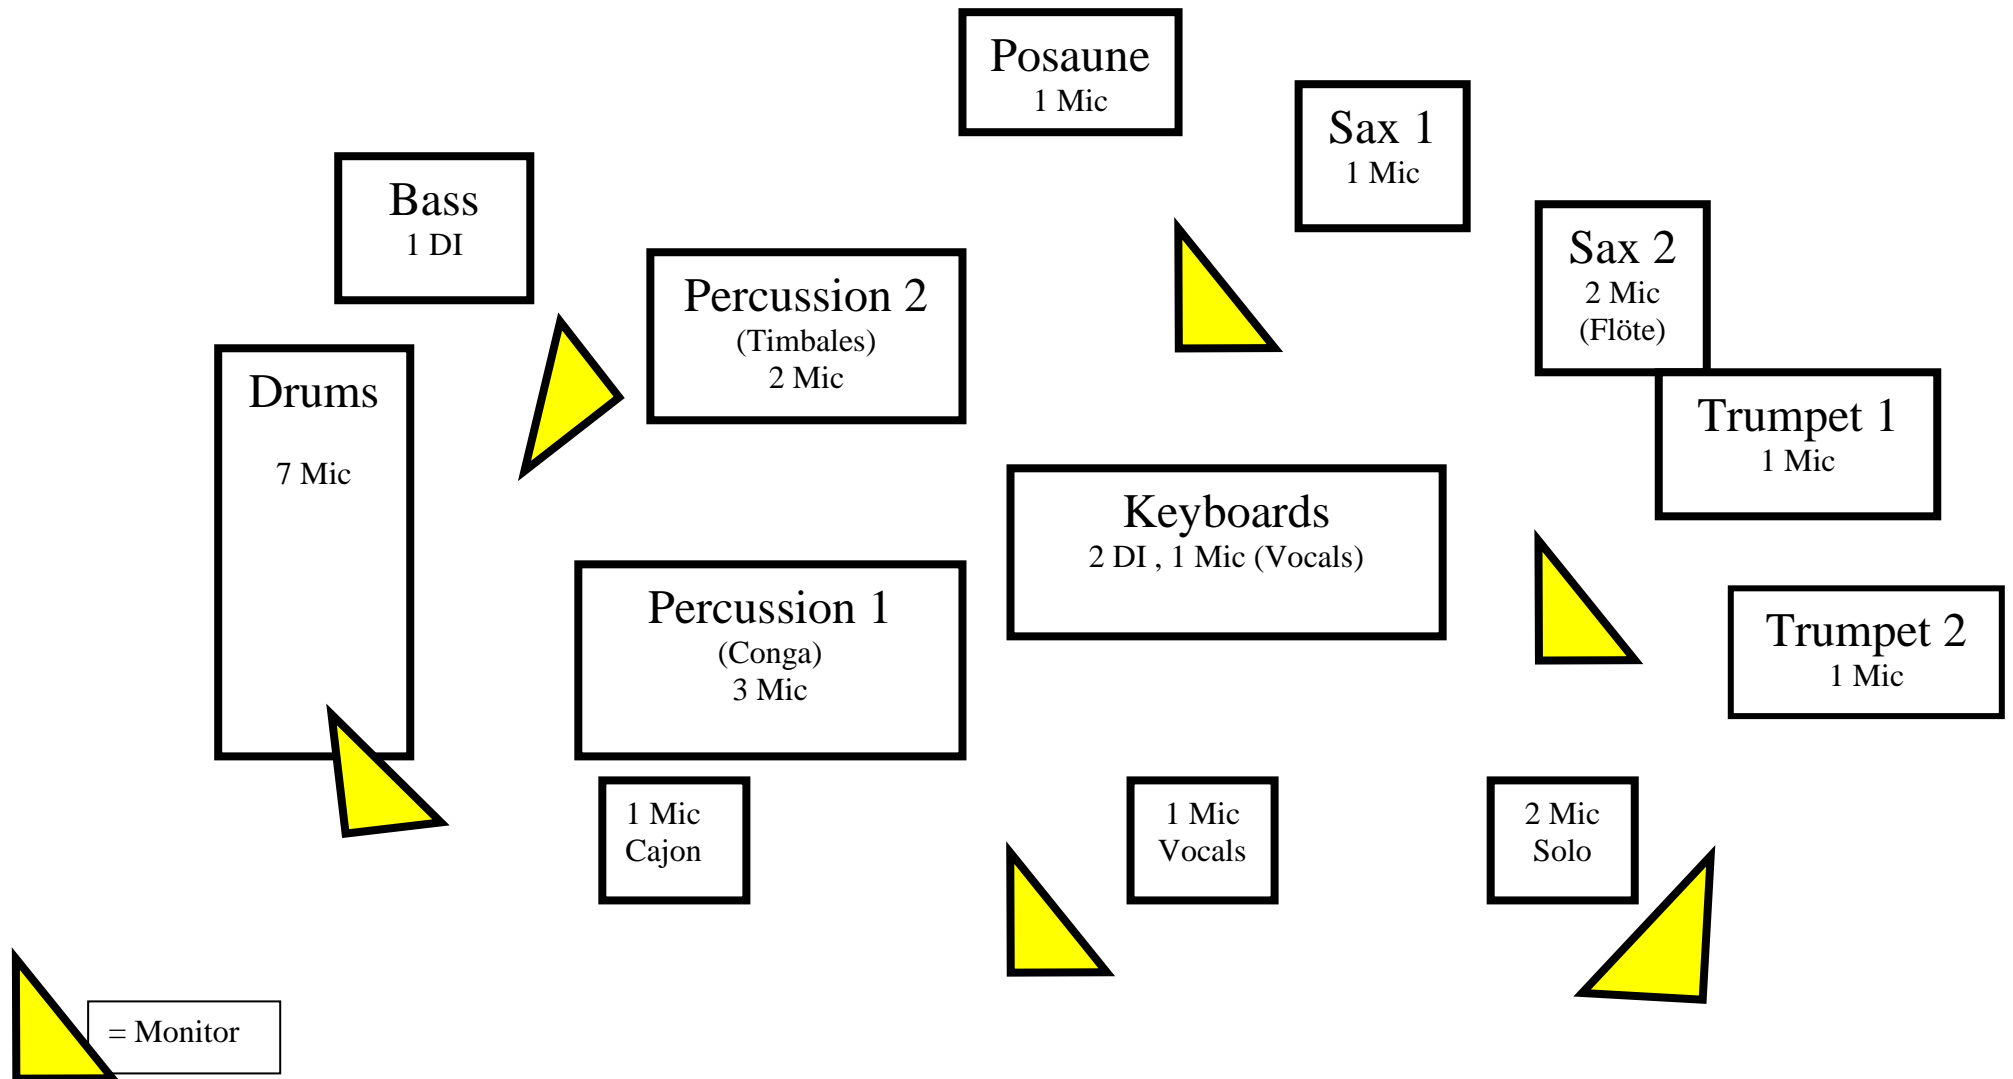 Posaune
1 Mic
Sax 1
1 Mic
Bass
1 DI
Sax 2
2 Mic
(Flöte)
Percussion 2
(Timbales)
2 Mic
Drums
7 Mic
Trumpet 1
1 Mic
Keyboards
2 DI , 1 Mic (Vocals)
Percussion 1
(Conga)
3 Mic
Trumpet 2
1 Mic
1 Mic
Cajon
1 Mic
Vocals
2 Mic
Solo
= Monitor